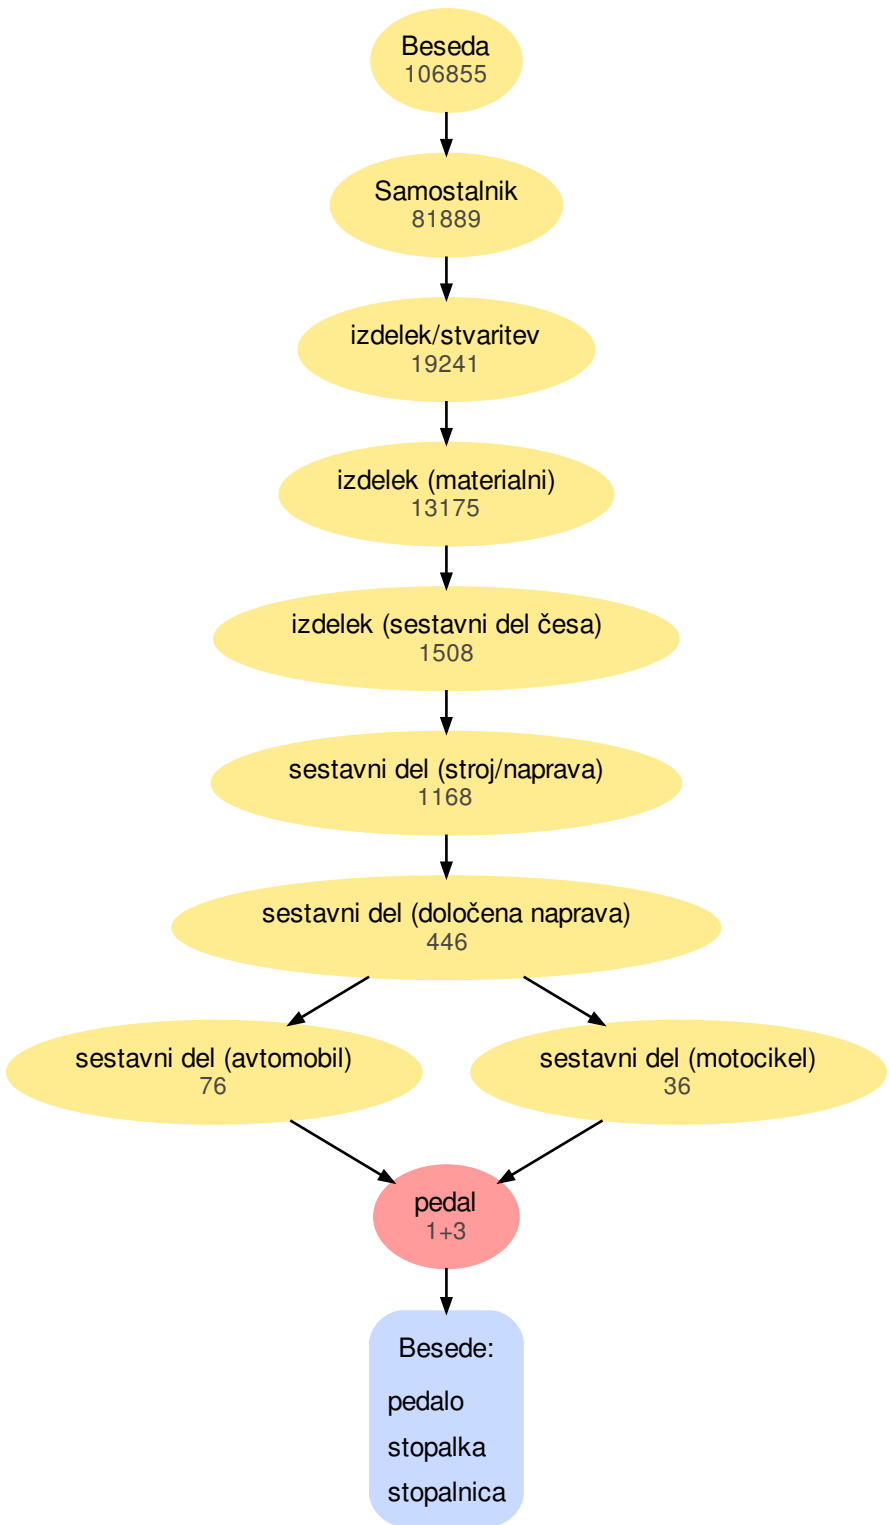 Beseda
106855
Samostalnik
81889
izdelek/stvaritev
19241
izdelek (materialni)
13175
izdelek (sestavni del česa)
1508
sestavni del (stroj/naprava)
1168
sestavni del (določena naprava)
446
sestavni del (avtomobil)
76
sestavni del (motocikel)
36
pedal
1+3
Besede:
pedalo
stopalka
stopalnica